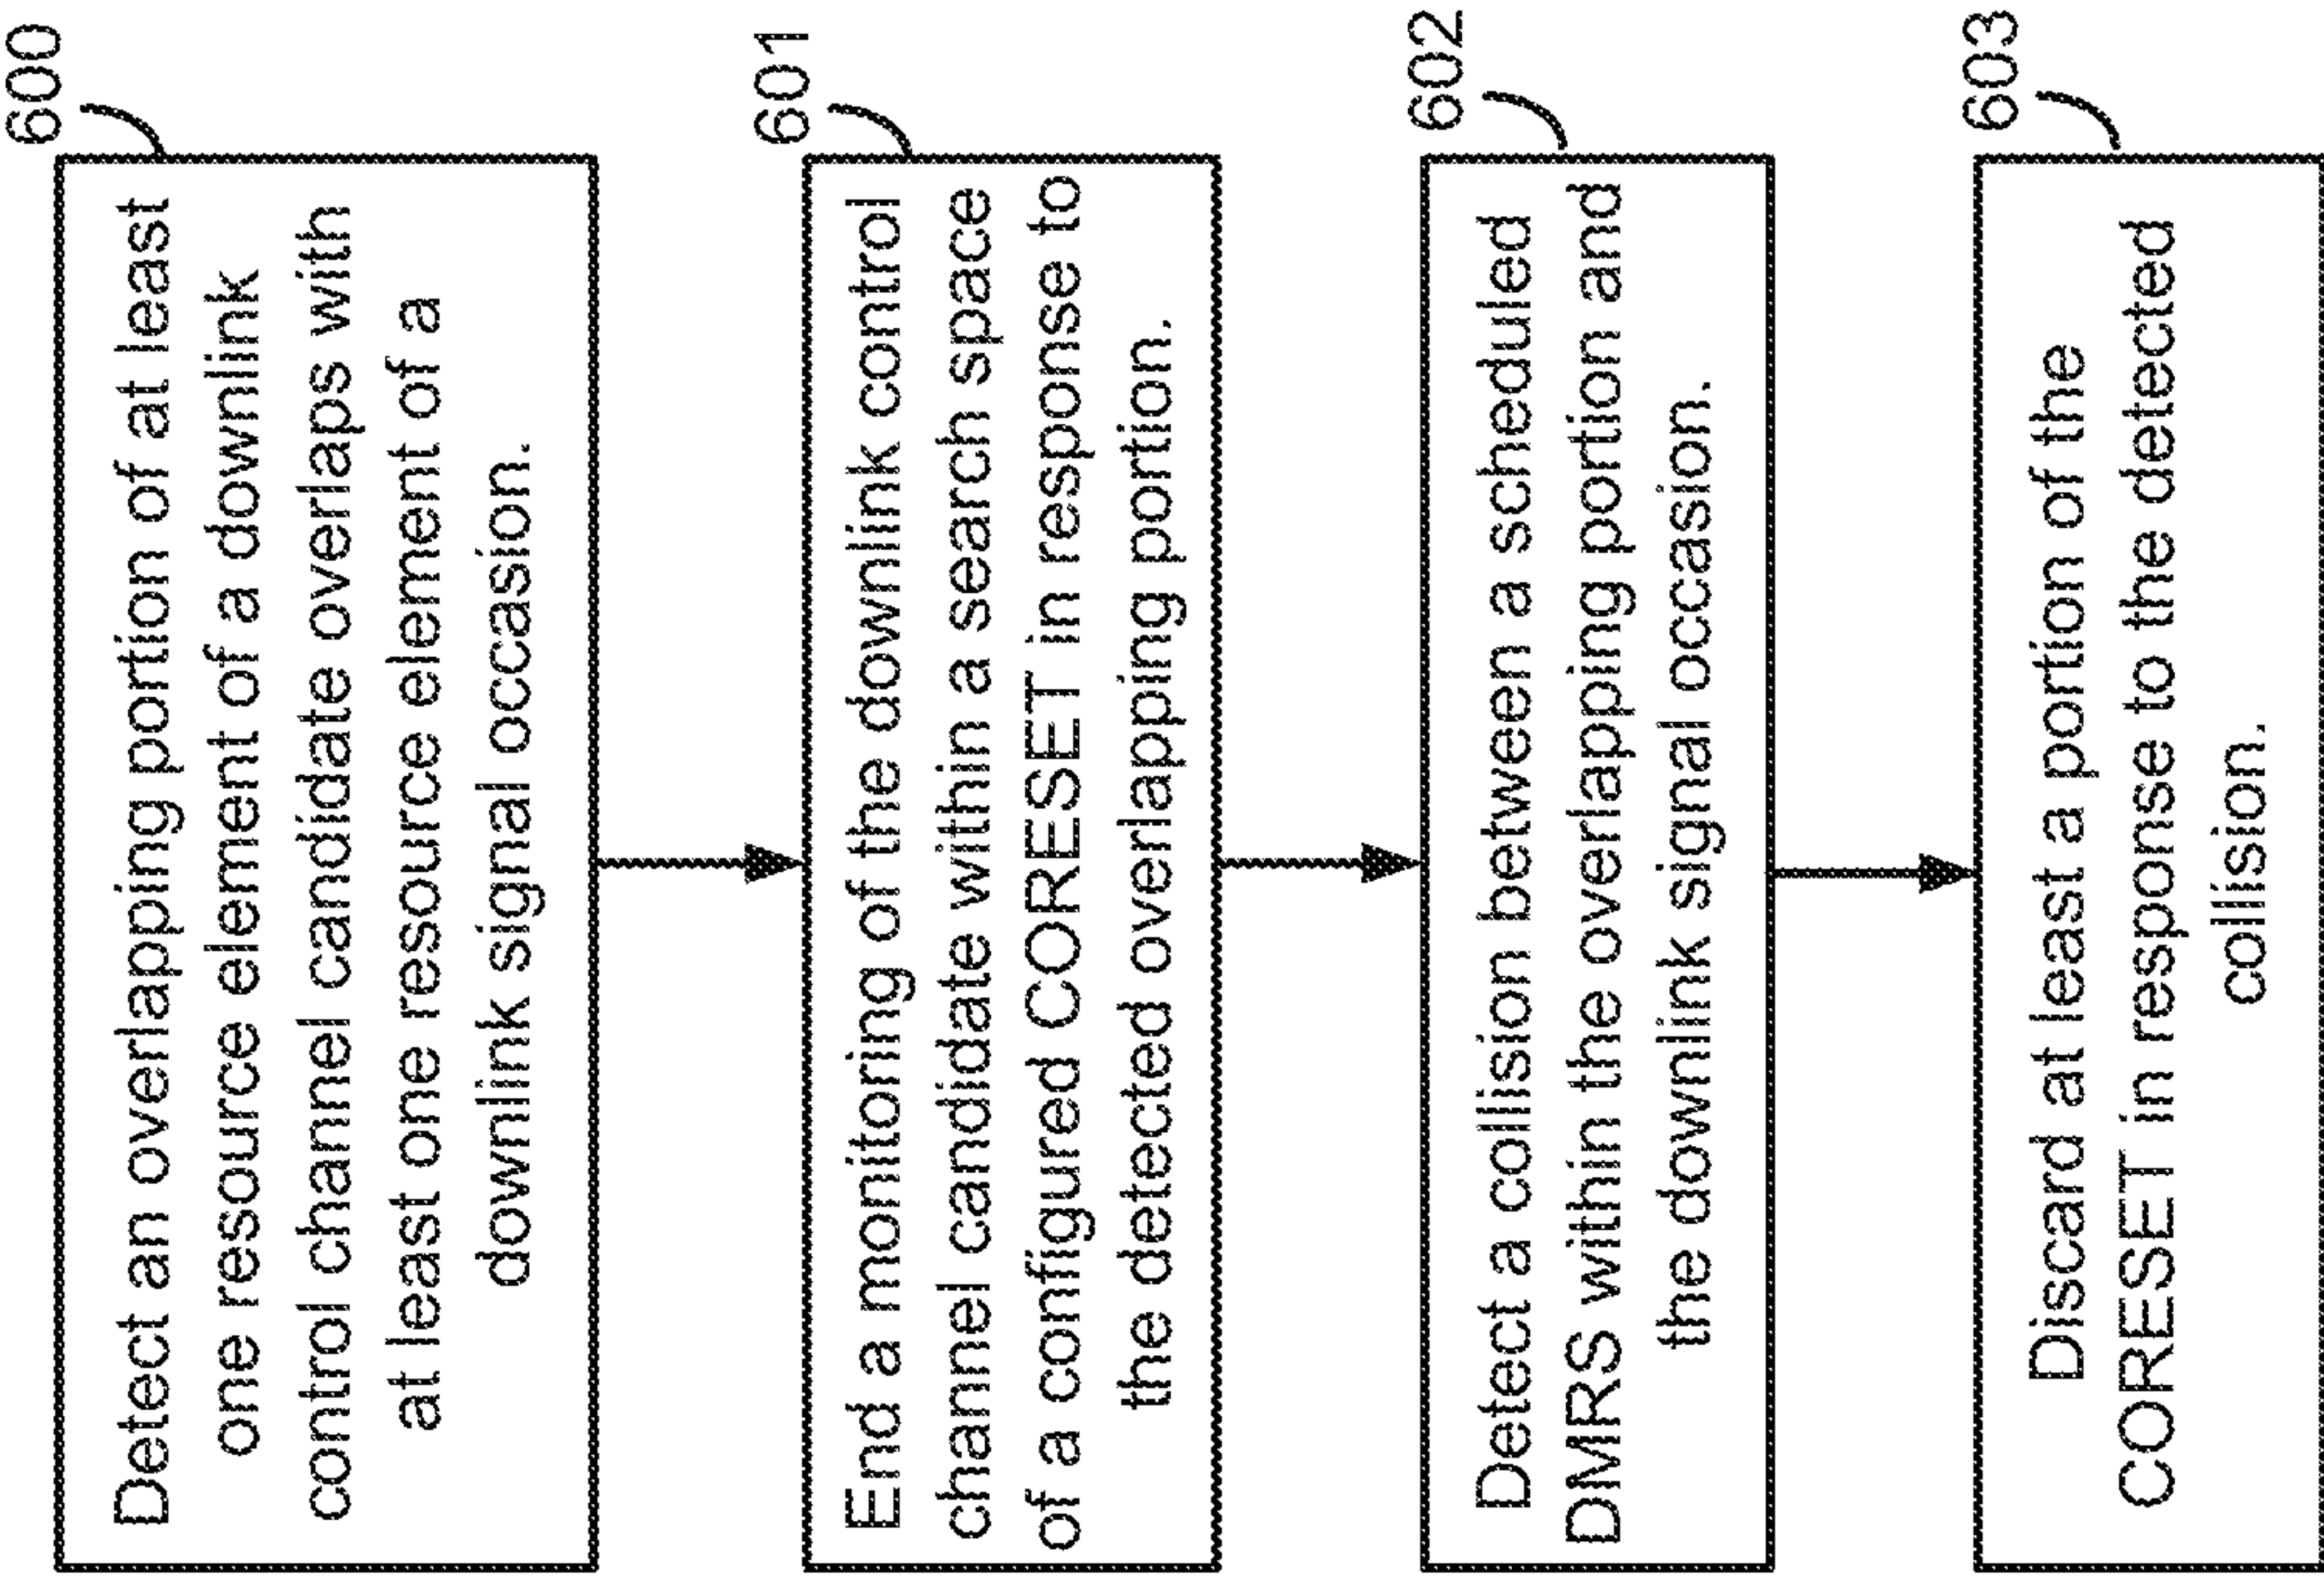 600
Detect an overlapping portion of at least
one resource element of a downlink
control channel candidate overlaps with
at least one resource element of a
downlink signal occasion.
601
End a monitoring of the downlink control
channel candidate within a search space
of a configured CORESET in response to
the detected overlapping portion.
602
Detect a collision between a scheduled
DMRS within the overlapping portion and
the downlink signal occasion.
603
Discard at least a portion of the
CORESET in response to the detected
collision.